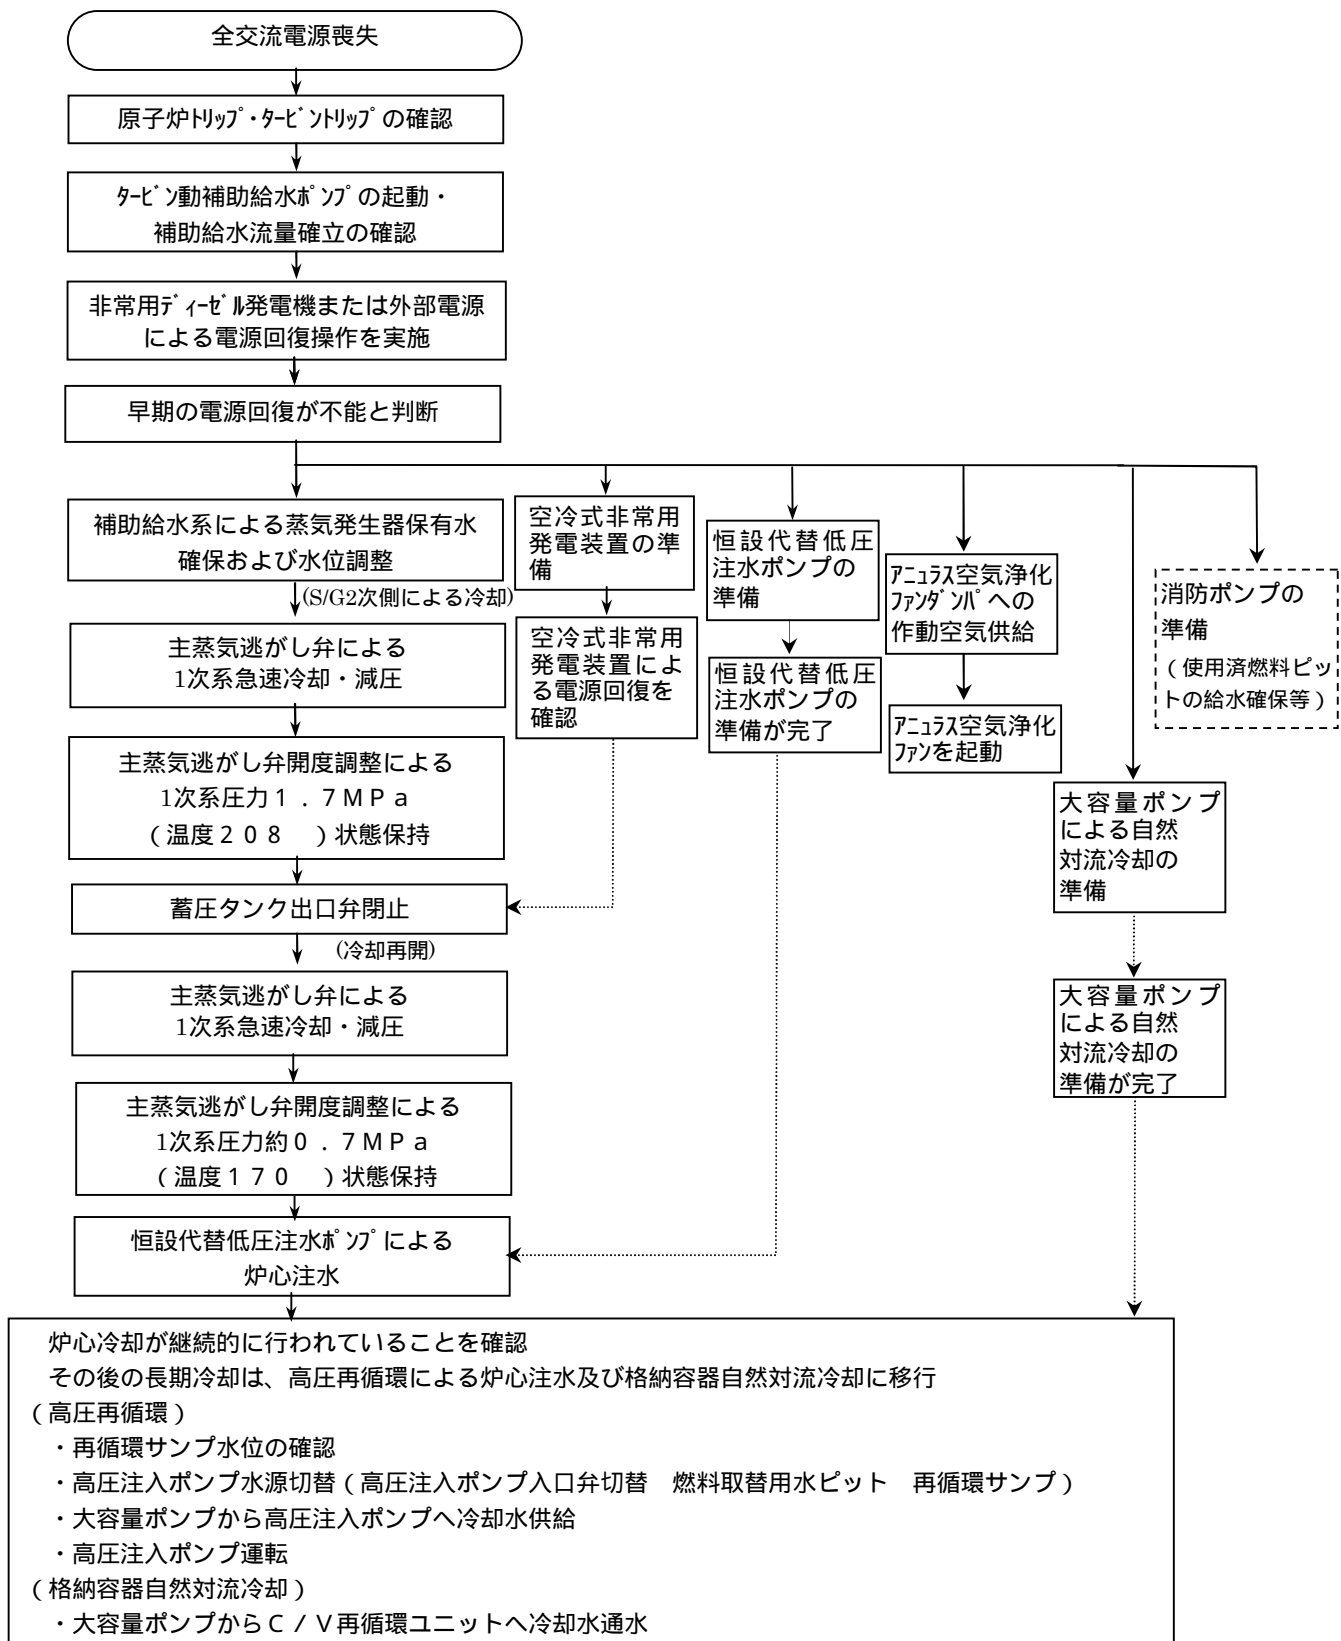 全交流電源喪失
原子炉ﾄﾘｯﾌﾟ・ﾀｰﾋﾞﾝﾄﾘｯﾌﾟの確認
ﾀｰﾋﾞﾝ動補助給水ﾎﾟﾝﾌﾟの起動・
補助給水流量確立の確認
非常用ﾃﾞｨｰｾﾞﾙ発電機または外部電源
による電源回復操作を実施
早期の電源回復が不能と判断
補助給水系による蒸気発生器保有水
確保および水位調整
(S/G2次側による冷却)
主蒸気逃がし弁による
1次系急速冷却・減圧
主蒸気逃がし弁開度調整による
1次系圧力１．７ＭＰａ
（温度２０８　）状態保持
蓄圧タンク出口弁閉止
(冷却再開)
主蒸気逃がし弁による
1次系急速冷却・減圧
主蒸気逃がし弁開度調整による
1次系圧力約０．７ＭＰａ
（温度１７０　）状態保持
恒設代替低圧注水ﾎﾟﾝﾌﾟによる
炉心注水
空冷式非常用
発電装置の準
備
空冷式非常用
発電装置によ
る電源回復を
確認
恒設代替低圧
注水ポンプの
準備
恒設代替低圧
注水ポンプの
準備が完了
ｱﾆｭﾗｽ空気浄化
ﾌｧﾝﾀﾞﾝﾊﾟへの
作動空気供給
ｱﾆｭﾗｽ空気浄化
ﾌｧﾝを起動
大容量ポンプ
による自然
対流冷却の
準備
大容量ポンプ
による自然
対流冷却の
準備が完了
消防ポンプの
準備
（使用済燃料ピッ
トの給水確保等）
炉心冷却が継続的に行われていることを確認
その後の長期冷却は、高圧再循環による炉心注水及び格納容器自然対流冷却に移行
（高圧再循環）
・再循環サンプ水位の確認
・高圧注入ポンプ水源切替（高圧注入ポンプ入口弁切替　燃料取替用水ピット　再循環サンプ）
・大容量ポンプから高圧注入ポンプへ冷却水供給
・高圧注入ポンプ運転
（格納容器自然対流冷却）
・大容量ポンプからＣ／Ｖ再循環ユニットへ冷却水通水